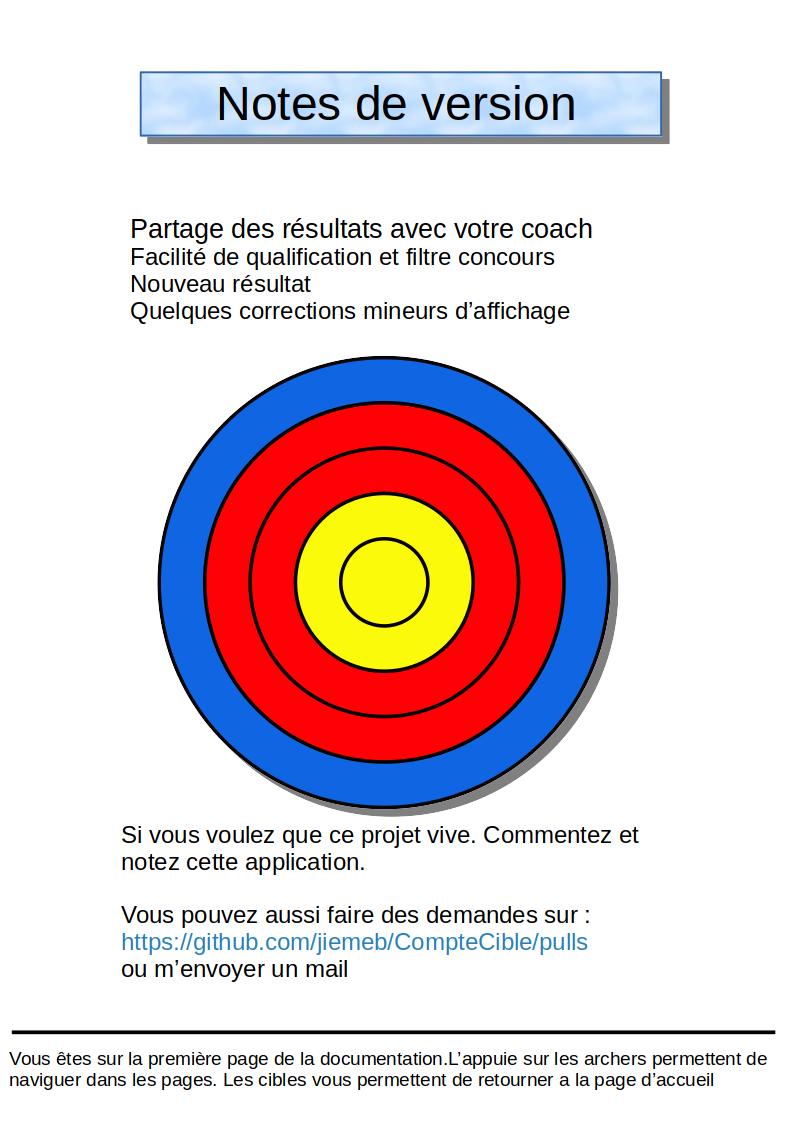 Notes de version
Partage des résultats avec votre coach
Facilité de qualification et filtre concours
Nouveau résultat
Quelques corrections mineurs d’affichage
Si vous voulez que ce projet vive. Commentez et
notez cette application.
Vous pouvez aussi faire des demandes sur :
https://github.com/jiemeb/CompteCible/pulls
ou m’envoyer un mail
Vous êtes sur la première page de la documentation.L’appuie sur les archers permettent de
naviguer dans les pages. Les cibles vous permettent de retourner a la page d’accueil